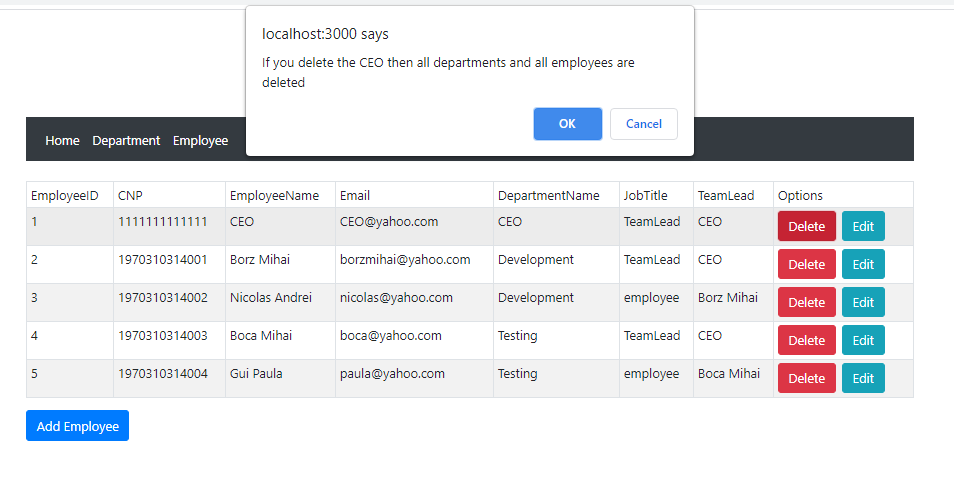 localhost:3000 says
If you delete the CEO then all departments and all employees are
deleted
OK Cancel
Home Department Employee
EmployeeID CNP EmployeeName Email DepartmentName JobTitle TeamLead Options
1 1111111111111 CEO CEO@yahoo.com CEO TeamLead CEO Delete Edit
2 1970310314001 Borz Mihai borzmihai@yahoo.com Development TeamLead CEO Delete Edit
3 1970310314002 Nicolas Andrei nicolas@yahoo.com Development employee Borz Mihai Delete Edit
4 1970310314003 Boca Mihai boca@yahoo.com Testing TeamLead CEO Delete Edit
5 1970310314004 Gui Paula paula@yahoo.com Testing employee Boca Mihai Delete Edit
Add Employee